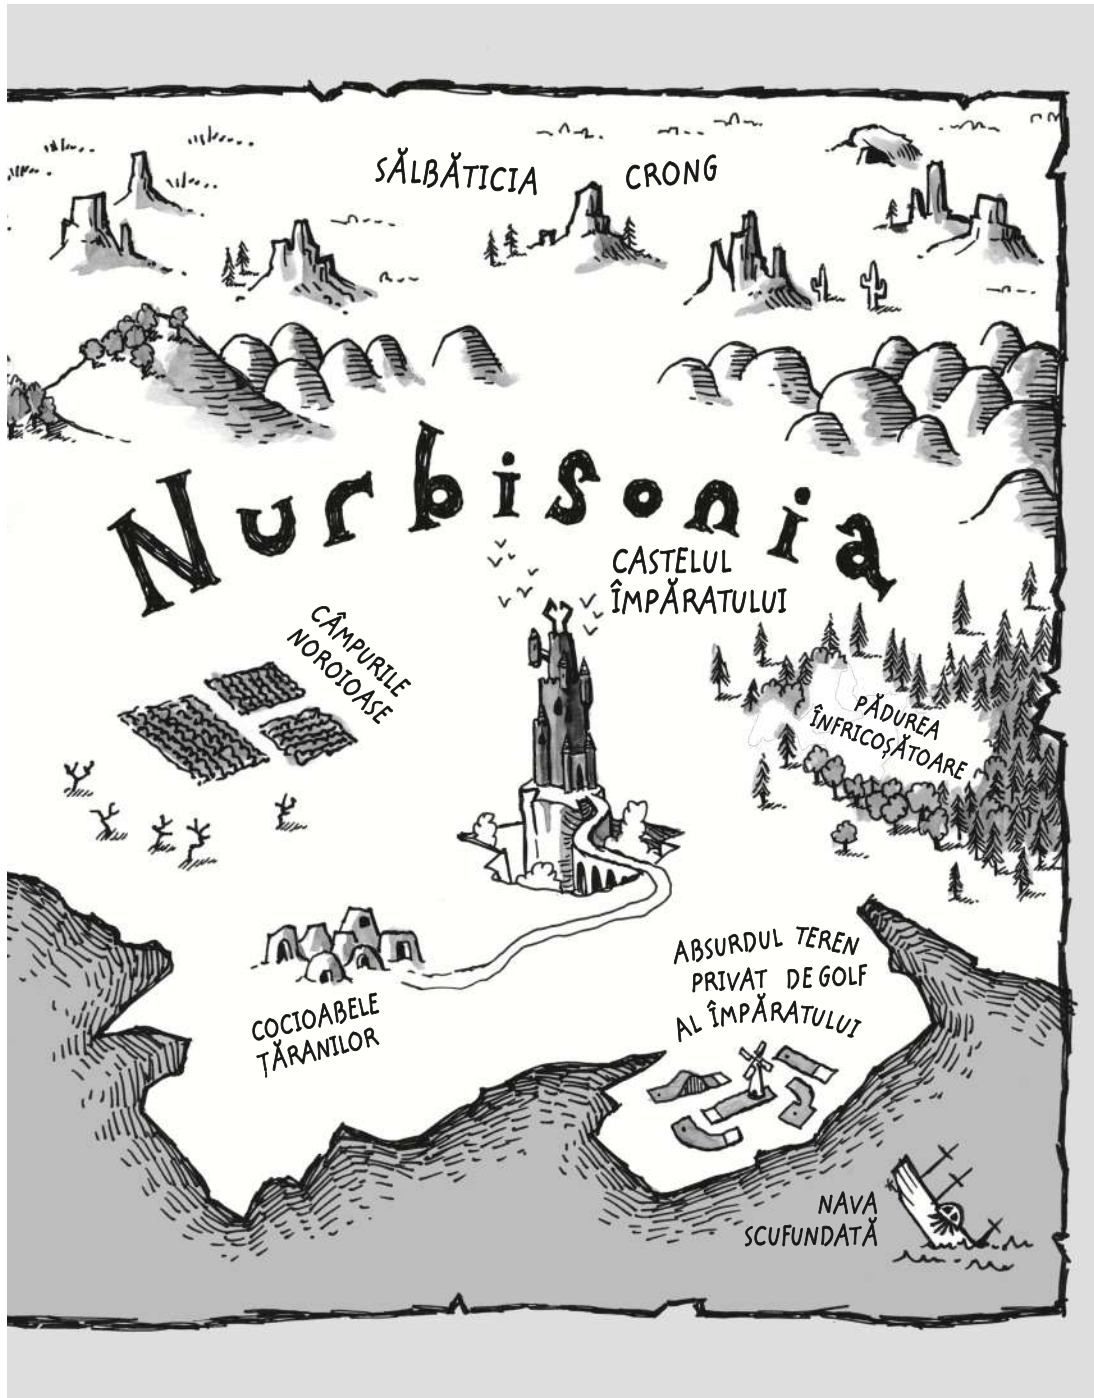 SĂLBĂTICIA CRONG
Nurbisonia
CASTELUL
ÎMPĂRATULUI
CÂMPURILE
NOROIOASE
PĂDUREA
ÎNFRICOȘĂTOARE
ABSURDUL TEREN
PRIVAT DE GOLF
AL ÎMPĂRATULUI
COCIOABELE
ȚĂRANILOR
NAVA
SCUFUNDATĂ